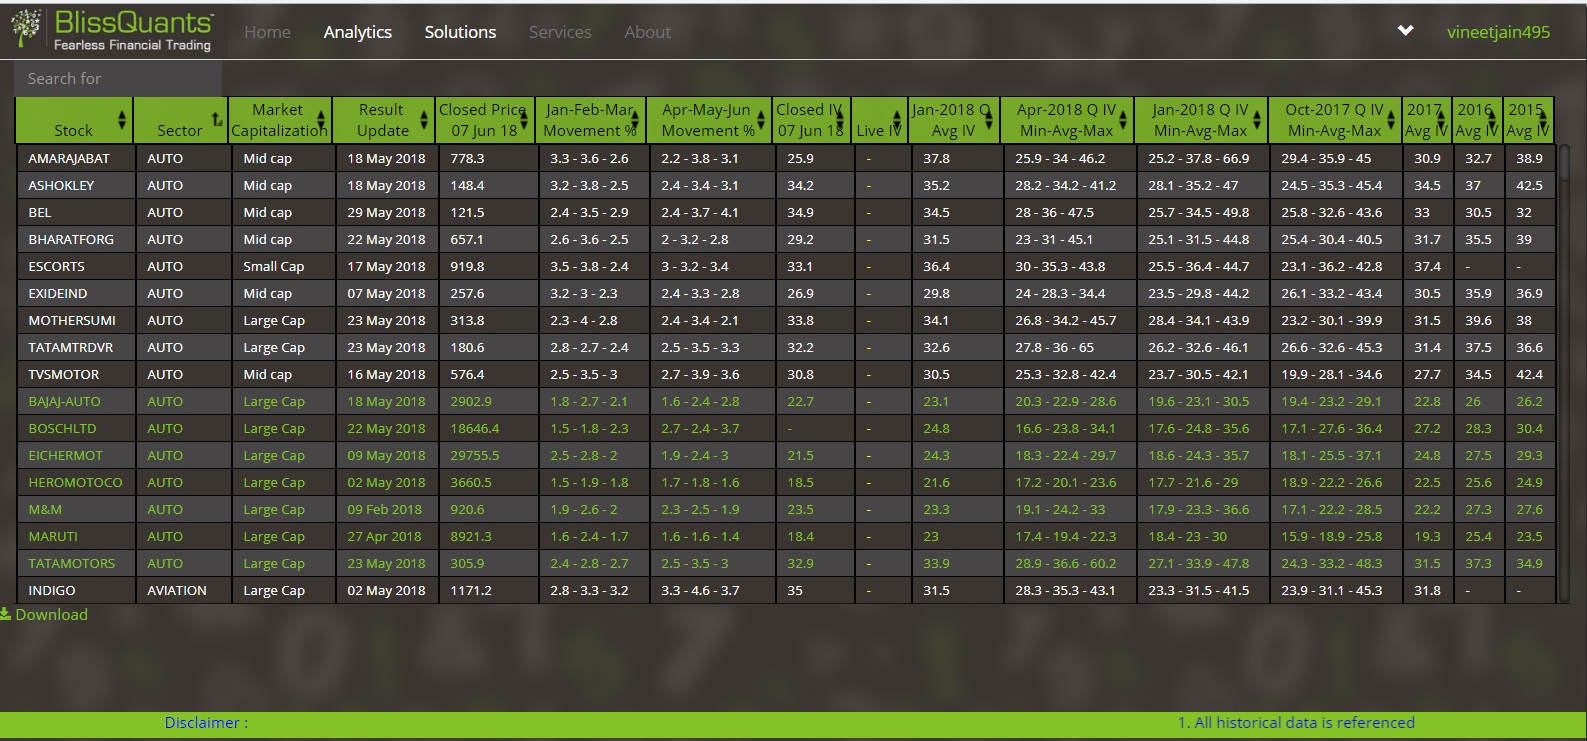 BlissQuants™
Fearless Financial Trading
Home Analytics Solutions Services About vineetjain495
Search for
Stock Sector Market Capitalization Result Update Closed Price 07 Jun 18 Jan-Feb-Mar Movement % Apr-May-Jun Movement % Closed IV 07 Jun 18 Live IV Jan-2018 Q Avg IV Apr-2018 Q IV Min-Avg-Max Jan-2018 Q IV Min-Avg-Max Oct-2017 Q IV Min-Avg-Max 2017 Avg IV 2016 Avg IV 2015 Avg IV
AMARAJABAT AUTO Mid cap 18 May 2018 778.3 3.3 - 3.6 - 2.6 2.2 - 3.8 - 3.1 25.9 - 37.8 25.9 - 34 - 46.2 25.2 - 37.8 - 66.9 29.4 - 35.9 - 45 30.9 32.7 38.9
ASHOKLEY AUTO Mid cap 18 May 2018 148.4 3.2 - 3.8 - 2.5 2.4 - 3.4 - 3.1 34.2 - 35.2 28.2 - 34.2 - 41.2 28.1 - 35.2 - 47 24.5 - 35.3 - 45.4 34.5 37 42.5
BEL AUTO Mid cap 29 May 2018 121.5 2.4 - 3.5 - 2.9 2.4 - 3.7 - 4.1 34.9 - 34.5 28 - 36 - 47.5 25.7 - 34.5 - 49.8 25.8 - 32.6 - 43.6 33 30.5 32
BHARATFORG AUTO Mid cap 22 May 2018 657.1 2.6 - 3.6 - 2.5 2 - 3.2 - 2.8 29.2 - 31.5 23 - 31 - 45.1 25.1 - 31.5 - 44.8 25.4 - 30.4 - 40.5 31.7 35.5 39
ESCORTS AUTO Small Cap 17 May 2018 919.8 3.5 - 3.8 - 2.4 3 - 3.2 - 3.4 33.1 - 36.4 30 - 35.3 - 43.8 25.5 - 36.4 - 44.7 23.1 - 36.2 - 42.8 37.4 - -
EXIDEIND AUTO Mid cap 07 May 2018 257.6 3.2 - 3 - 2.3 2.4 - 3.3 - 2.8 26.9 - 29.8 24 - 28.3 - 34.4 23.5 - 29.8 - 44.2 26.1 - 33.2 - 43.4 30.5 35.9 36.9
MOTHERSUMI AUTO Large Cap 23 May 2018 313.8 2.3 - 4 - 2.8 2.4 - 3.4 - 2.1 33.8 - 34.1 26.8 - 34.2 - 45.7 28.4 - 34.1 - 43.9 23.2 - 30.1 - 39.9 31.5 39.6 38
TATAMTRDVR AUTO Large Cap 23 May 2018 180.6 2.8 - 2.7 - 2.4 2.5 - 3.5 - 3.3 32.2 - 32.6 27.8 - 36 - 65 26.2 - 32.6 - 46.1 26.6 - 32.6 - 45.3 31.4 37.5 36.6
TVSMOTOR AUTO Mid cap 16 May 2018 576.4 2.5 - 3.5 - 3 2.7 - 3.9 - 3.6 30.8 - 30.5 25.3 - 32.8 - 42.4 23.7 - 30.5 - 42.1 19.9 - 28.1 - 34.6 27.7 34.5 42.4
BAJAJ-AUTO AUTO Large Cap 18 May 2018 2902.9 1.8 - 2.7 - 2.1 1.6 - 2.4 - 2.8 22.7 - 23.1 20.3 - 22.9 - 28.6 19.6 - 23.1 - 30.5 19.4 - 23.2 - 29.1 22.8 26 26.2
BOSCHLTD AUTO Large Cap 22 May 2018 18646.4 1.5 - 1.8 - 2.3 2.7 - 2.4 - 3.7 - - 24.8 16.6 - 23.8 - 34.1 17.6 - 24.8 - 35.6 17.1 - 27.6 - 36.4 27.2 28.3 30.4
EICHERMOT AUTO Large Cap 09 May 2018 29755.5 2.5 - 2.8 - 2 1.9 - 2.4 - 3 21.5 - 24.3 18.3 - 22.4 - 29.7 18.6 - 24.3 - 35.7 18.1 - 25.5 - 37.1 24.8 27.5 29.3
HEROMOTOCO AUTO Large Cap 02 May 2018 3660.5 1.5 - 1.9 - 1.8 1.7 - 1.8 - 1.6 18.5 - 21.6 17.2 - 20.1 - 23.6 17.7 - 21.6 - 29 18.9 - 22.2 - 26.6 22.5 25.6 24.9
M&M AUTO Large Cap 09 Feb 2018 920.6 1.9 - 2.6 - 2 2.3 - 2.5 - 1.9 23.5 - 23.3 19.1 - 24.2 - 33 17.9 - 23.3 - 36.6 17.1 - 22.2 - 28.5 22.2 27.3 27.6
MARUTI AUTO Large Cap 27 Apr 2018 8921.3 1.6 - 2.4 - 1.7 1.6 - 1.6 - 1.4 18.4 - 23 17.4 - 19.4 - 22.3 18.4 - 23 - 30 15.9 - 18.9 - 25.8 19.3 25.4 23.5
TATAMOTORS AUTO Large Cap 23 May 2018 305.9 2.4 - 2.8 - 2.7 2.5 - 3.5 - 3 32.9 - 33.9 28.9 - 36.6 - 60.2 27.1 - 33.9 - 47.8 24.3 - 33.2 - 48.3 31.5 37.3 34.9
INDIGO AVIATION Large Cap 02 May 2018 1171.2 2.8 - 3.3 - 3.2 3.3 - 4.6 - 3.7 35 - 31.5 28.3 - 35.3 - 43.1 23.3 - 31.5 - 41.5 23.9 - 31.1 - 45.3 31.8 - -
Download
Disclaimer : 1. All historical data is referenced